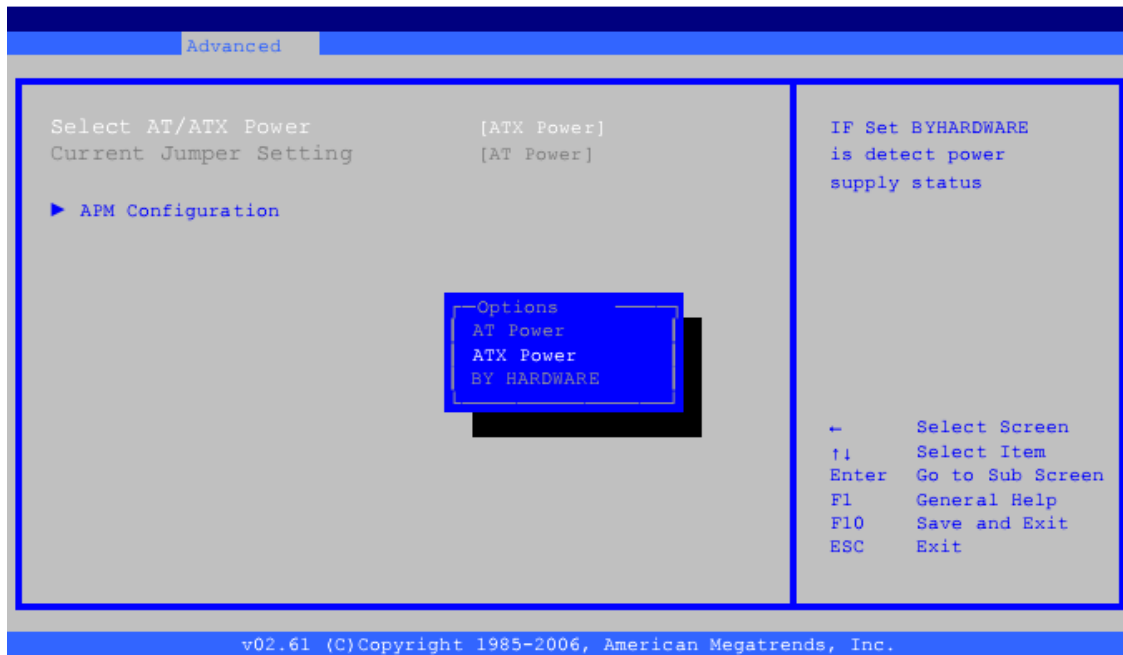 Advanced
Select AT/ATX Power [ATX Power]
Current Jumper Setting [AT Power]
▶ APM Configuration
Options
AT Power
ATX Power
BY HARDWARE
IF Set BYHARDWARE
is detect power
supply status
← Select Screen
↑↓ Select Item
Enter Go to Sub Screen
F1 General Help
F10 Save and Exit
ESC Exit
v02.61 (C)Copyright 1985-2006, American Megatrends, Inc.